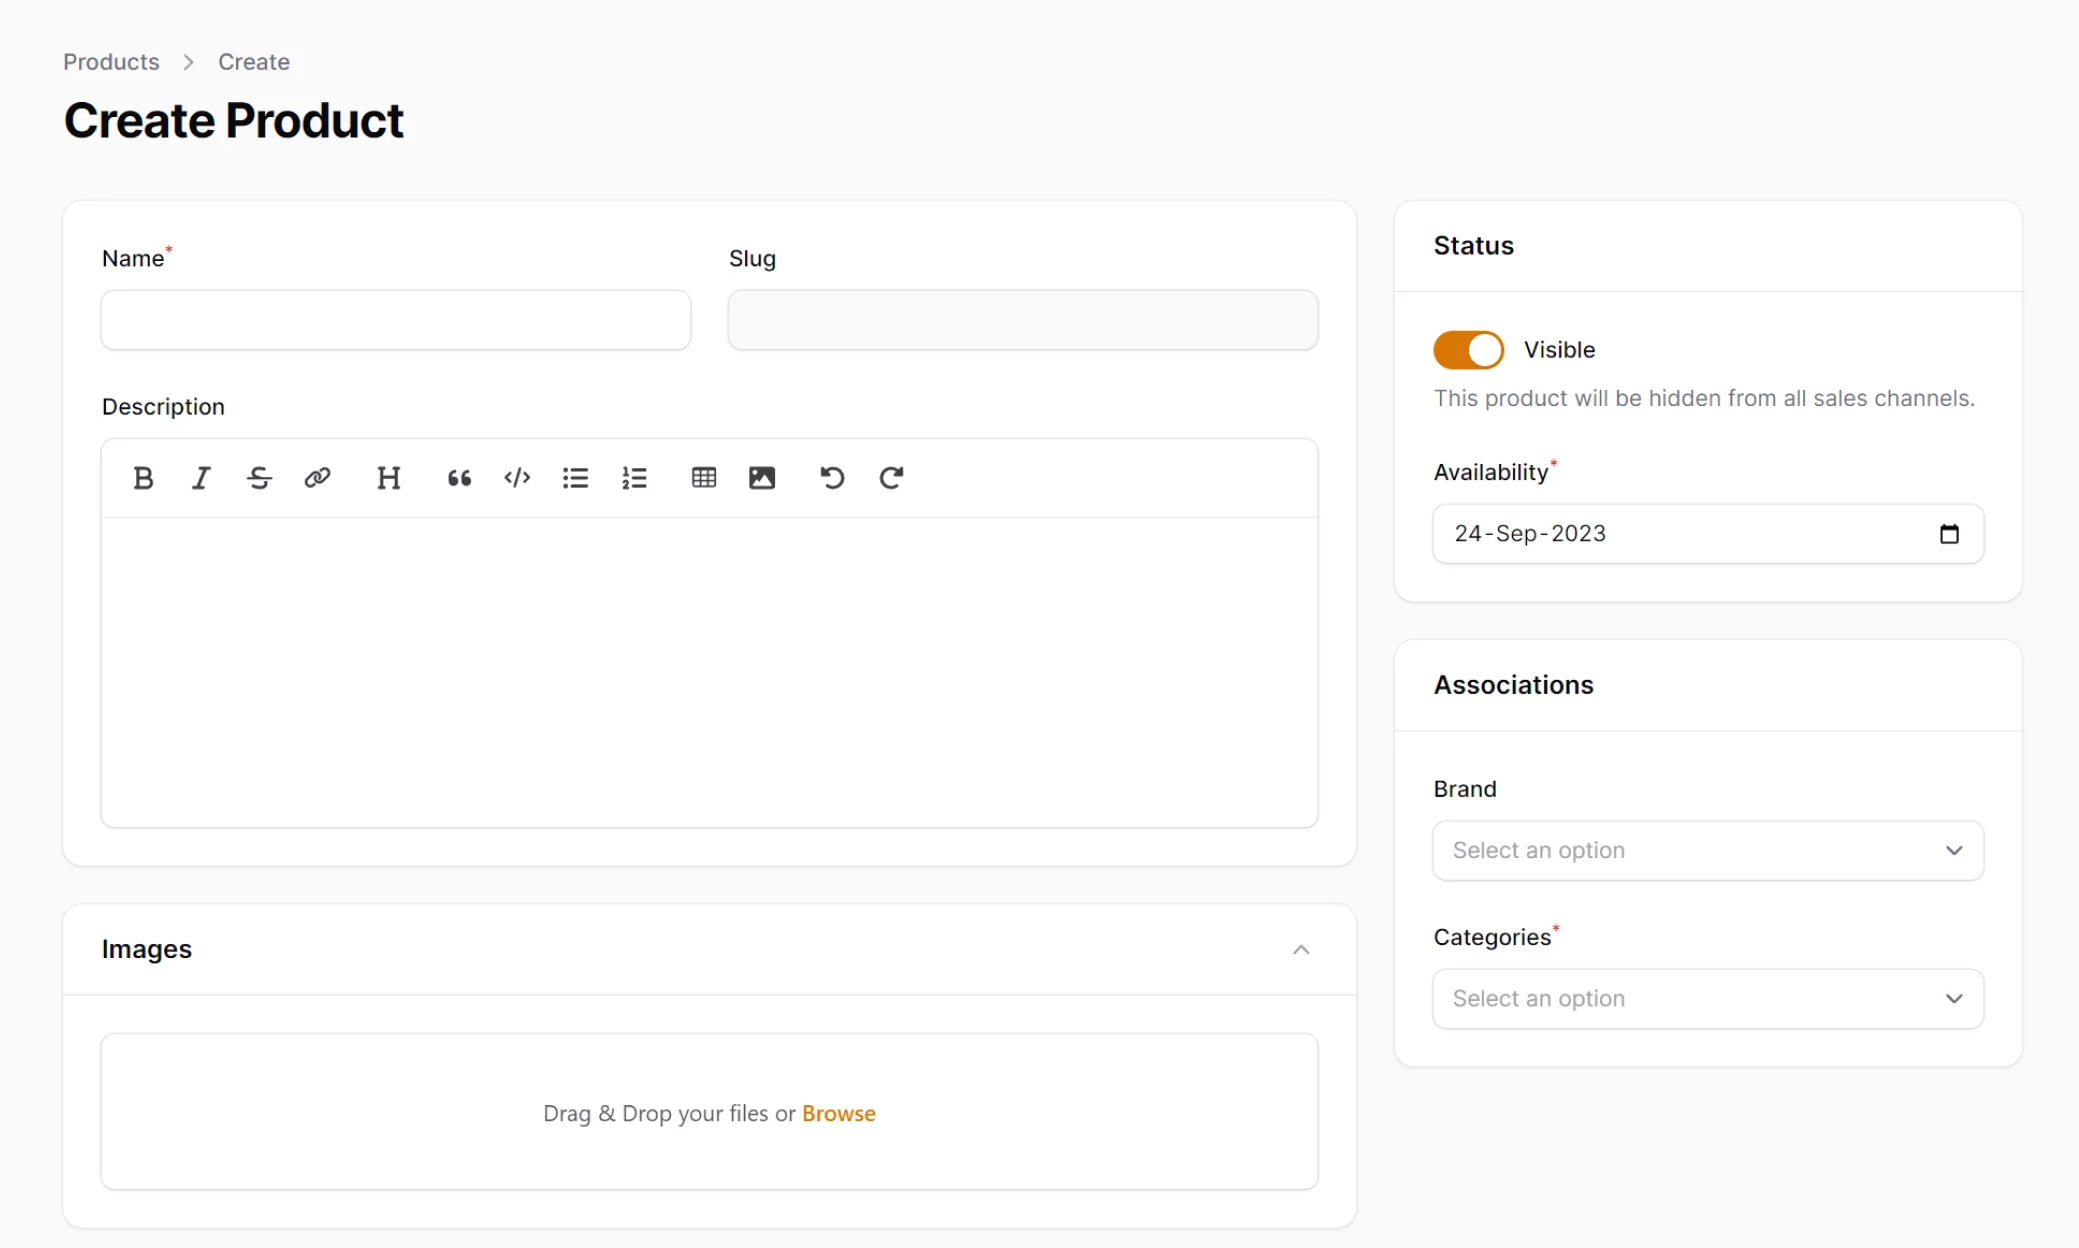 Products > Create
Create Product
Name*
Slug
Description
Images
Drag & Drop your files or Browse
Status
Visible
This product will be hidden from all sales channels.
Availability*
24-Sep-2023
Associations
Brand
Select an option
Categories*
Select an option